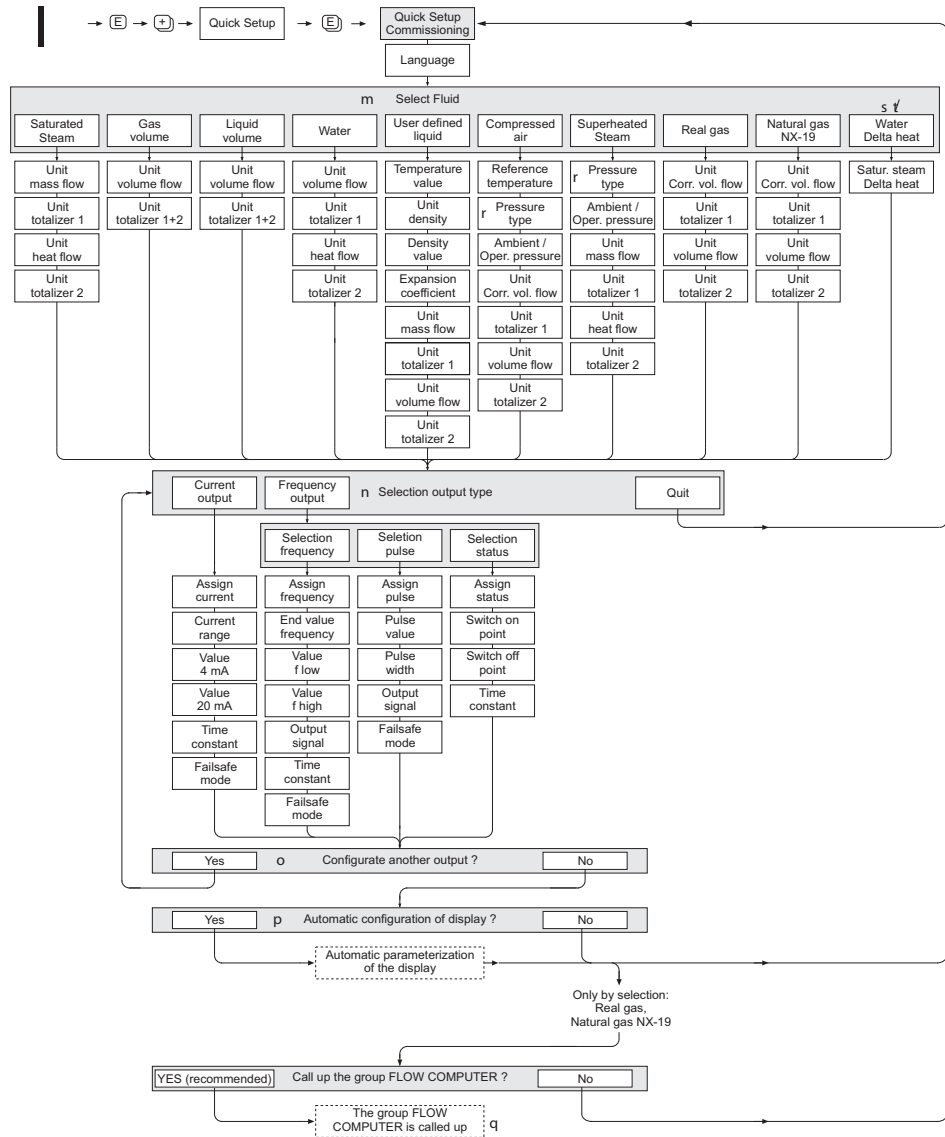 E
+
Quick Setup
E
Quick Setup
Commissioning
Language
m Select Fluid
s
Saturated
Steam
Gas
volume
Liquid
volume
Water
User defined
liquid
Compressed
air
Superheated
Steam
Real gas
Natural gas
NX-19
Water
Delta heat
Unit
mass flow
Unit
totalizer 1
Unit
heat flow
Unit
totalizer 2
Unit
volume flow
Unit
totalizer 1+2
Unit
volume flow
Unit
totalizer 1+2
Unit
volume flow
Unit
totalizer 1
Unit
heat flow
Unit
totalizer 2
Temperature
value
Unit
density
Density
value
Expansion
coefficient
Unit
mass flow
Unit
totalizer 1
Unit
volume flow
Unit
totalizer 2
Reference
temperature
r Pressure
type
Ambient /
Oper. pressure
Unit
Corr. vol. flow
Unit
totalizer 1
Unit
volume flow
Unit
totalizer 2
r Pressure
type
Ambient /
Oper. pressure
Unit
mass flow
Unit
totalizer 1
Unit
heat flow
Unit
totalizer 2
Unit
Corr. vol. flow
Unit
totalizer 1
Unit
volume flow
Unit
totalizer 2
Unit
Corr. vol. flow
Unit
totalizer 1
Unit
volume flow
Unit
totalizer 2
Satur. steam
Delta heat
Current
output
Frequency
output
n Selection output type
Quit
Selection
frequency
Seletion
pulse
Selection
status
Assign
current
Current
range
Value
4 mA
Value
20 mA
Time
constant
Failsafe
mode
Assign
frequency
End value
frequency
Value
f low
Value
f high
Output
signal
Time
constant
Failsafe
mode
Assign
pulse
Pulse
value
Pulse
width
Output
signal
Failsafe
mode
Assign
status
Switch on
point
Switch off
point
Time
constant
Yes o Configurate another output ? No
Yes p Automatic configuration of display ? No
Automatic parameterization
of the display
Only by selection:
Real gas,
Natural gas NX-19
YES (recommended) Call up the group FLOW COMPUTER ? No
The group FLOW
COMPUTER is called up q